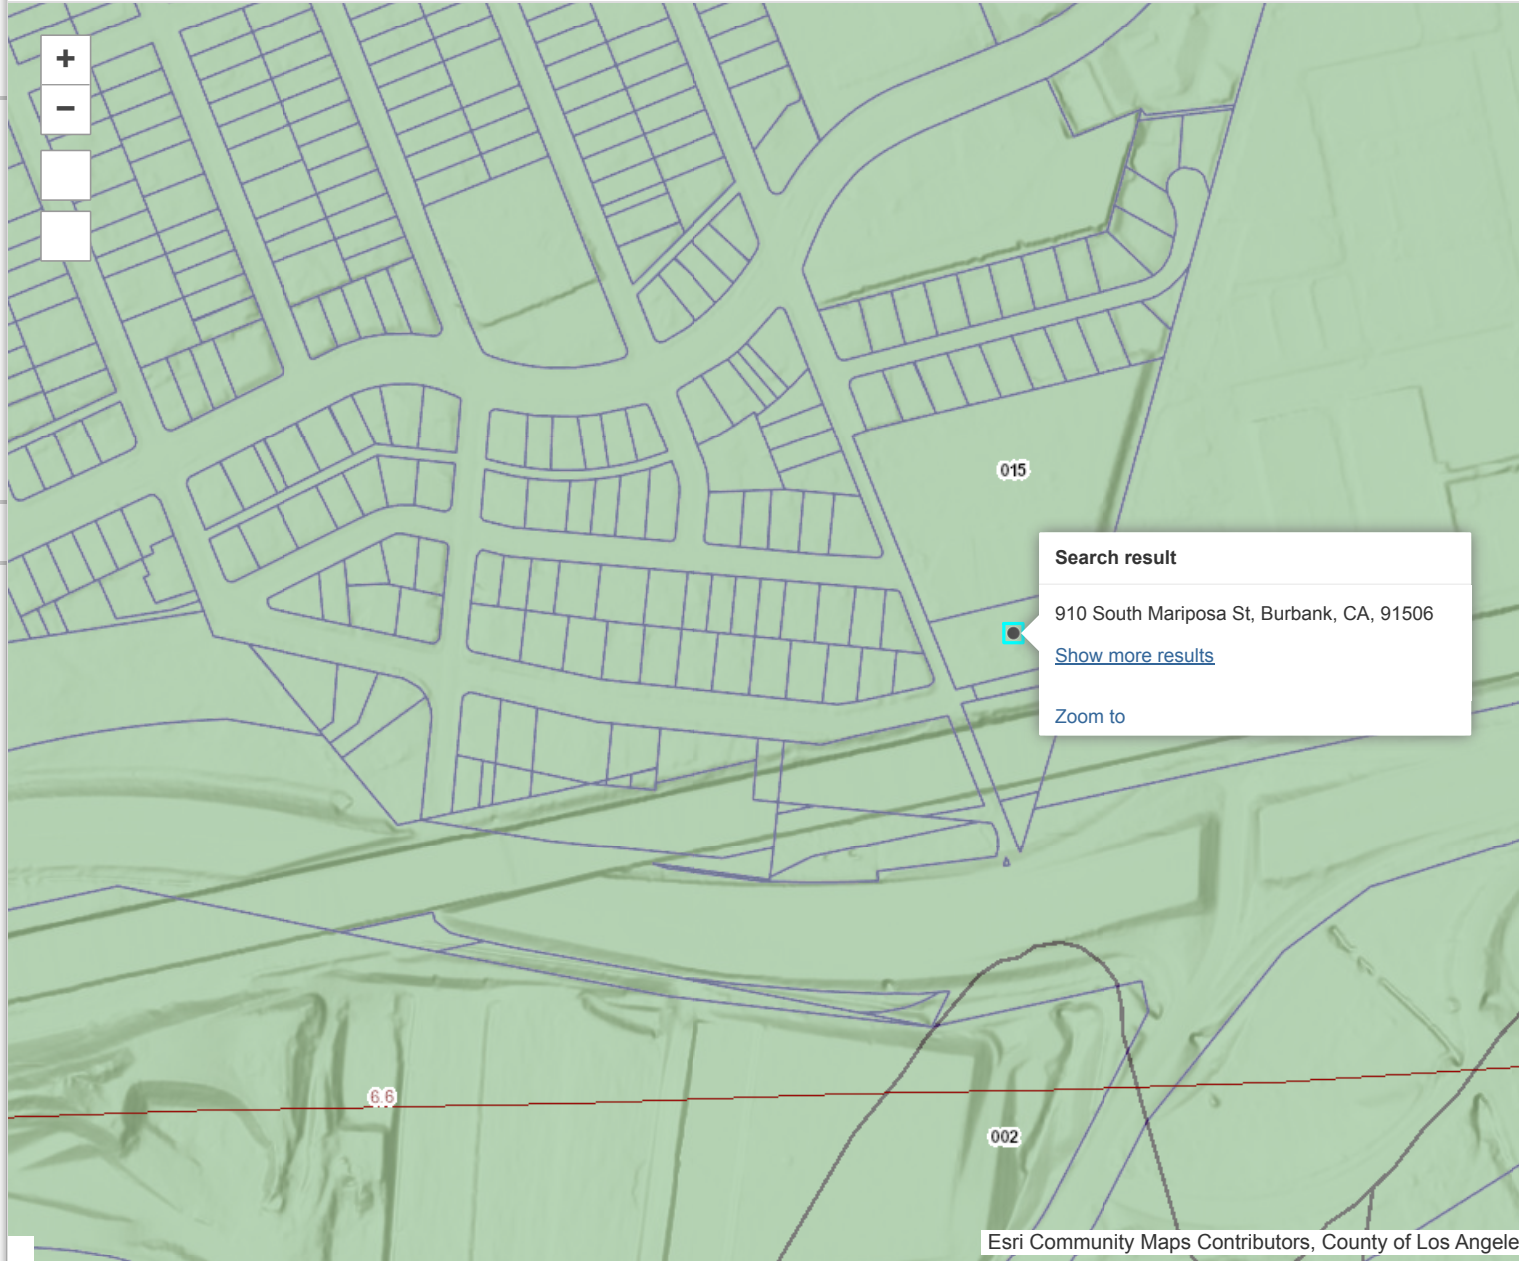 +
−
015
Search result
910 South Mariposa St, Burbank, CA, 91506
Show more results
Zoom to
6.6
002
Esri Community Maps Contributors, County of Los Angele